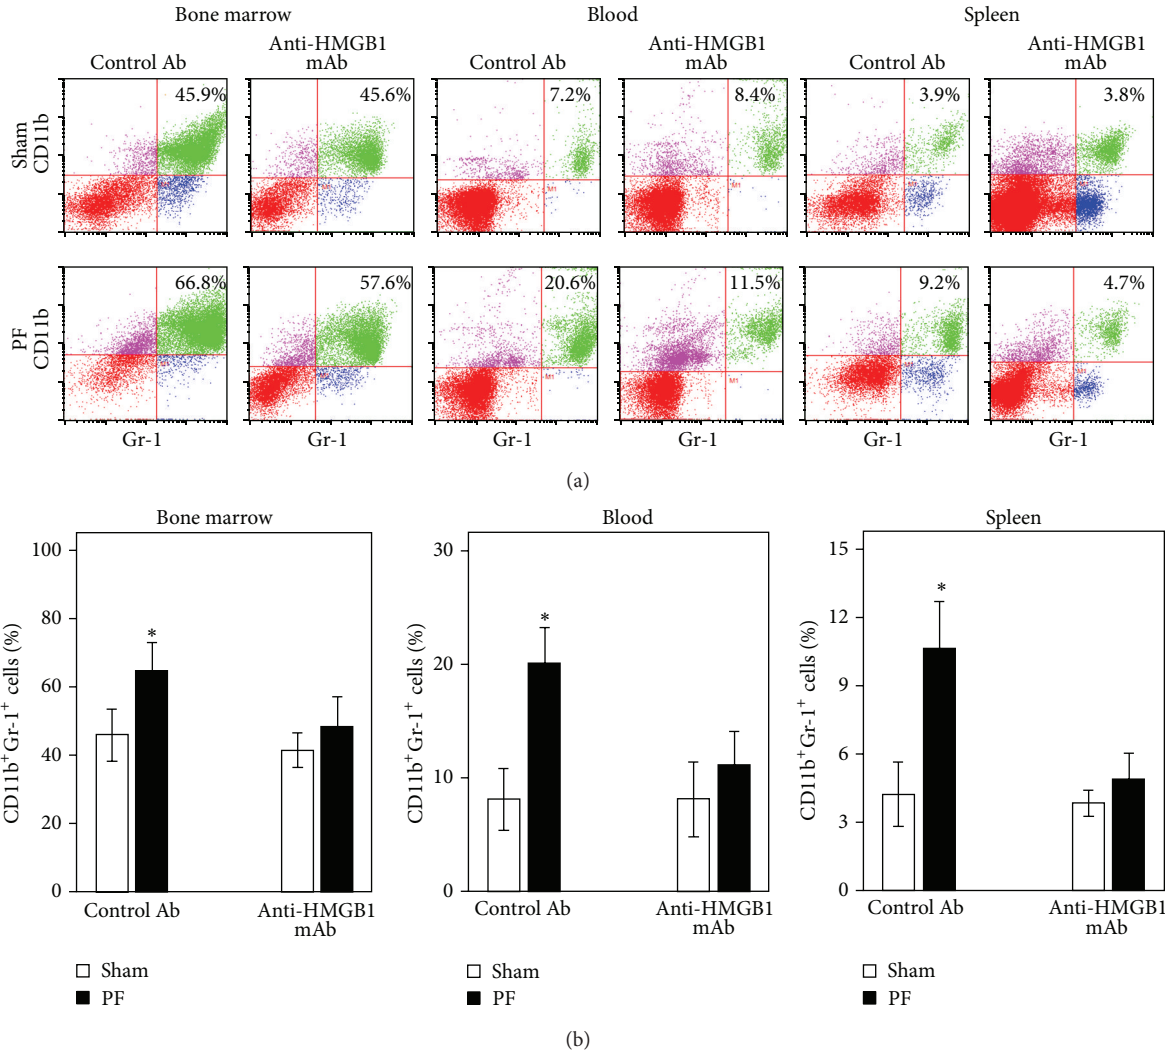 Bone marrow
Blood
Spleen
Control Ab
Anti-HMGB1
mAb
Control Ab
Anti-HMGB1
mAb
Control Ab
Anti-HMGB1
mAb
Sham
CD11b
45.9%
45.6%
7.2%
8.4%
3.9%
3.8%
M1
M1
PF
CD11b
66.8%
57.6%
20.6%
11.5%
9.2%
4.7%
M1
M1
Gr-1
Gr-1
Gr-1
Gr-1
Gr-1
Gr-1
(a)
Bone marrow
CD11b⁺Gr-1⁺ cells (%)
100
80
60
40
20
0
*
Control Ab
Anti-HMGB1
mAb
Sham
PF
Blood
CD11b⁺Gr-1⁺ cells (%)
30
20
10
0
*
Control Ab
Anti-HMGB1
mAb
Sham
PF
Spleen
CD11b⁺Gr-1⁺ cells (%)
15
12
9
6
3
0
*
Control Ab
Anti-HMGB1
mAb
Sham
PF
(b)